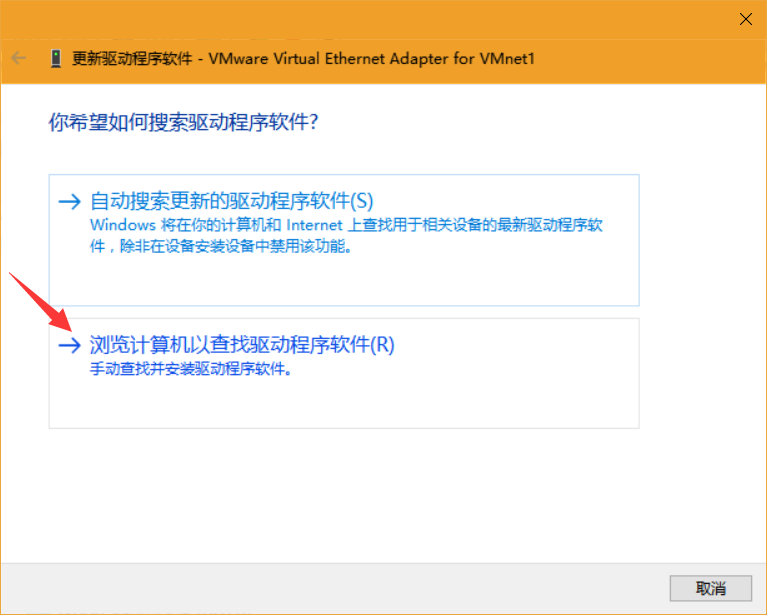 更新驱动程序软件 - VMware Virtual Ethernet Adapter for VMnet1
你希望如何搜索驱动程序软件?
自动搜索更新的驱动程序软件(S)
Windows 将在你的计算机和 Internet 上查找用于相关设备的最新驱动程序软
件，除非在设备安装设备中禁用该功能。
浏览计算机以查找驱动程序软件(R)
手动查找并安装驱动程序软件。
取消